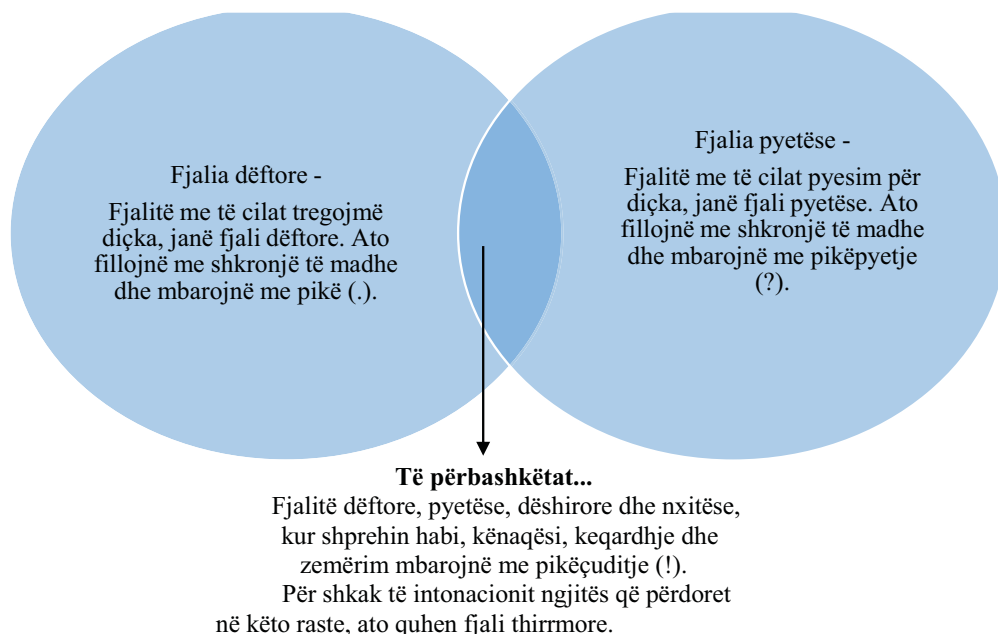 Fjalia dëftore -
Fjalitë me të cilat tregojmë
diçka, janë fjali dëftore. Ato
fillojnë me shkronjë të madhe
dhe mbarojnë me pikë (.).
Fjalia pyetëse -
Fjalitë me të cilat pyesim për
diçka, janë fjali pyetëse. Ato
fillojnë me shkronjë të madhe
dhe mbarojnë me pikëpyetje
(?).
Të përbashkëtat...
Fjalitë dëftore, pyetëse, dëshirore dhe nxitëse,
kur shprehin habi, kënaqësi, keqardhje dhe
zemërim mbarojnë me pikëçuditje (!).
Për shkak të intonacionit ngjitës që përdoret
në këto raste, ato quhen fjali thirrmore.